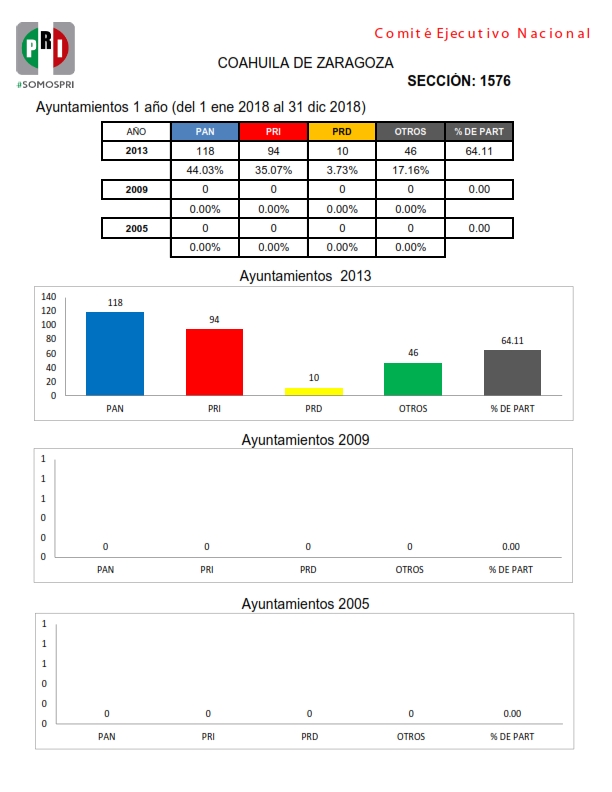 Comité Ejecutivo Nacional
PRI
#SOMOSPRI
COAHUILA DE ZARAGOZA
SECCIÓN: 1576
Ayuntamientos 1 año (del 1 ene 2018 al 31 dic 2018)
AÑO PAN PRI PRD OTROS % DE PART
2013 118 94 10 46 64.11
44.03% 35.07% 3.73% 17.16%
2009 0 0 0 0 0.00
0.00% 0.00% 0.00% 0.00%
2005 0 0 0 0 0.00
0.00% 0.00% 0.00% 0.00%
Ayuntamientos 2013
140
120
100
80
60
40
20
0
118 94 10 46 64.11
PAN PRI PRD OTROS % DE PART
Ayuntamientos 2009
1
1
1
0
0
0
0 0 0 0 0.00
PAN PRI PRD OTROS % DE PART
Ayuntamientos 2005
1
1
1
0
0
0
0 0 0 0 0.00
PAN PRI PRD OTROS % DE PART